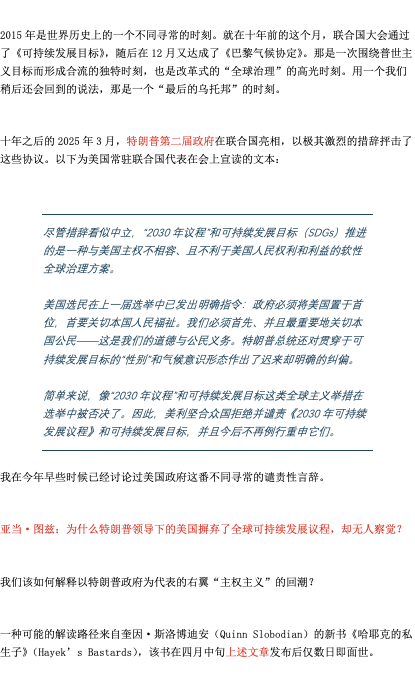 2015 年是世界历史上的一个不同寻常的时刻。就在十年前的这个月，联合国大会通过
了《可持续发展目标》，随后在 12 月又达成了《巴黎气候协定》。那是一次围绕普世主
义目标而形成合流的独特时刻，也是改革式的“全球治理”的高光时刻。用一个我们
稍后还会回到的说法，那是一个“最后的乌托邦”的时刻。
十年之后的 2025 年 3 月，特朗普第二届政府在联合国亮相，以极其激烈的措辞抨击了
这些协议。以下为美国常驻联合国代表在会上宣读的文本：
尽管措辞看似中立，“2030 年议程”和可持续发展目标（SDGs）推进
的是一种与美国主权不相容、且不利于美国人民权利和利益的软性
全球治理方案。
美国选民在上一届选举中已发出明确指令：政府必须将美国置于首
位，首要关切本国人民福祉。我们必须首先、并且最重要地关切本
国公民——这是我们的道德与公民义务。特朗普总统还对贯穿于可
持续发展目标的“性别”和气候意识形态作出了迟来却明确的纠偏。
简单来说，像“2030 年议程”和可持续发展目标这类全球主义举措在
选举中被否决了。因此，美利坚合众国拒绝并谴责《2030 年可持续
发展议程》和可持续发展目标，并且今后不再例行重申它们。
我在今年早些时候已经讨论过美国政府这番不同寻常的谴责性言辞。
亚当·图兹：为什么特朗普领导下的美国摒弃了全球可持续发展议程，却无人察觉？
我们该如何解释以特朗普政府为代表的右翼“主权主义”的回潮？
一种可能的解读路径来自奎因·斯洛博迪安（Quinn Slobodian）的新书《哈耶克的私
生子》（Hayek’s Bastards），该书在四月中旬上述文章发布后仅数日即面世。